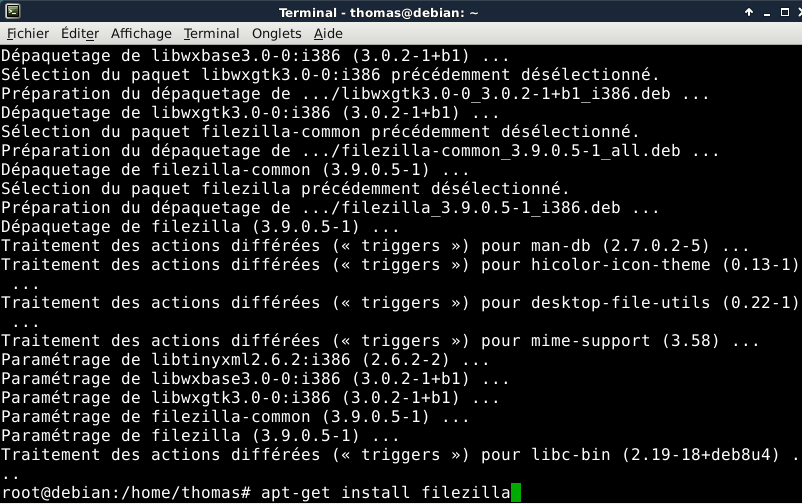 Terminal - thomas@debian: ~
Fichier Éditer Affichage Terminal Onglets Aide
Dépaquetage de libwxbase3.0-0:i386 (3.0.2-1+b1) ...
Sélection du paquet libwxgtk3.0-0:i386 précédemment désélectionné.
Préparation du dépaquetage de .../libwxgtk3.0-0_3.0.2-1+b1_i386.deb ...
Dépaquetage de libwxgtk3.0-0:i386 (3.0.2-1+b1) ...
Sélection du paquet filezilla-common précédemment désélectionné.
Préparation du dépaquetage de .../filezilla-common_3.9.0.5-1_all.deb ...
Dépaquetage de filezilla-common (3.9.0.5-1) ...
Sélection du paquet filezilla précédemment désélectionné.
Préparation du dépaquetage de .../filezilla_3.9.0.5-1_i386.deb ...
Dépaquetage de filezilla (3.9.0.5-1) ...
Traitement des actions différées (« triggers ») pour man-db (2.7.0.2-5) ...
Traitement des actions différées (« triggers ») pour hicolor-icon-theme (0.13-1)
...
Traitement des actions différées (« triggers ») pour desktop-file-utils (0.22-1)
...
Traitement des actions différées (« triggers ») pour mime-support (3.58) ...
Paramétrage de libtinyxml2.6.2:i386 (2.6.2-2) ...
Paramétrage de libwxbase3.0-0:i386 (3.0.2-1+b1) ...
Paramétrage de libwxgtk3.0-0:i386 (3.0.2-1+b1) ...
Paramétrage de filezilla-common (3.9.0.5-1) ...
Paramétrage de filezilla (3.9.0.5-1) ...
Traitement des actions différées (« triggers ») pour libc-bin (2.19-18+deb8u4) .
..
root@debian:/home/thomas# apt-get install filezilla